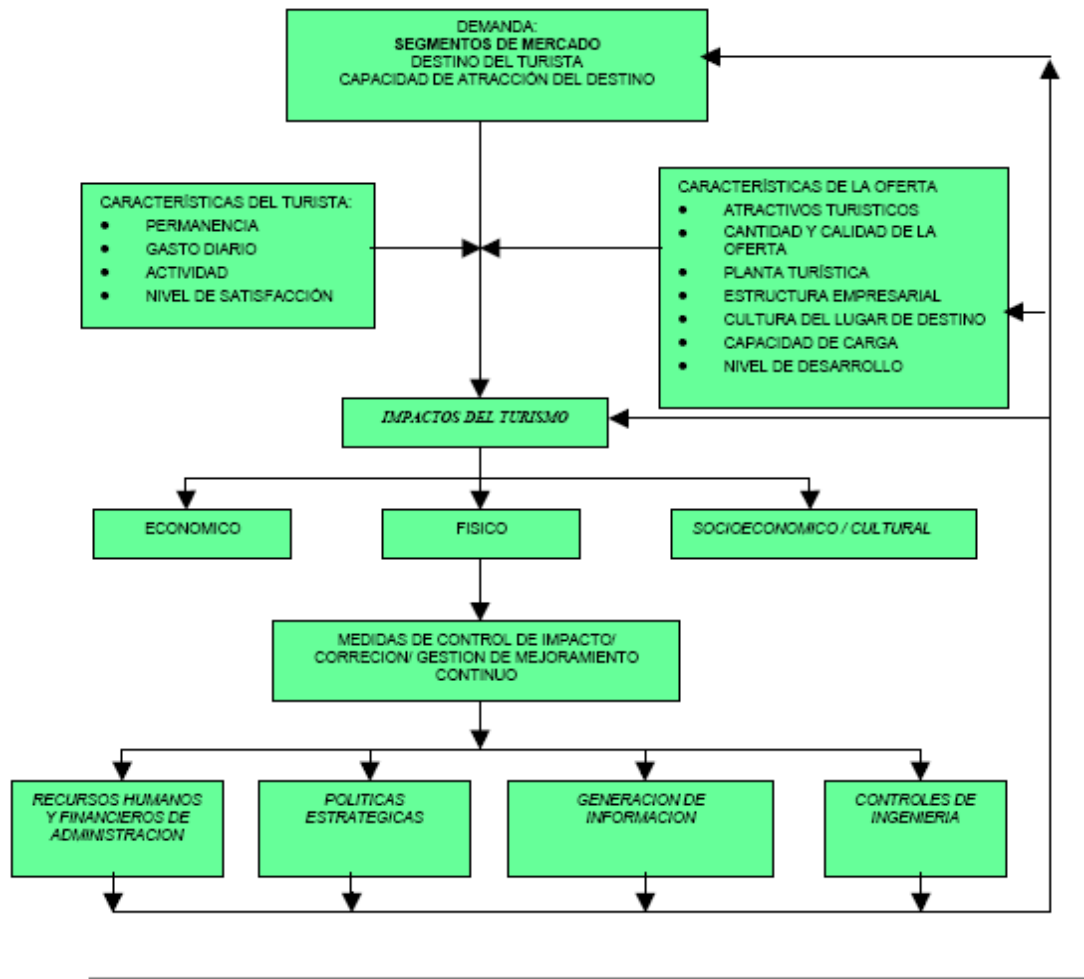 DEMANDA:
SEGMENTOS DE MERCADO
DESTINO DEL TURISTA
CAPACIDAD DE ATRACCIÓN DEL DESTINO
CARACTERÍSTICAS DEL TURISTA:
● PERMANENCIA
● GASTO DIARIO
● ACTIVIDAD
● NIVEL DE SATISFACCIÓN
CARACTERÍSTICAS DE LA OFERTA
● ATRACTIVOS TURISTICOS
● CANTIDAD Y CALIDAD DE LA
OFERTA
● PLANTA TURÍSTICA
● ESTRUCTURA EMPRESARIAL
● CULTURA DEL LUGAR DE DESTINO
● CAPACIDAD DE CARGA
● NIVEL DE DESARROLLO
IMPACTOS DEL TURISMO
ECONOMICO
FISICO
SOCIOECONOMICO / CULTURAL
MEDIDAS DE CONTROL DE IMPACTO/
CORRECION/ GESTION DE MEJORAMIENTO
CONTINUO
RECURSOS HUMANOS
Y FINANCIEROS DE
ADMINISTRACION
POLITICAS
ESTRATEGICAS
GENERACION DE
INFORMACION
CONTROLES DE
INGENIERIA